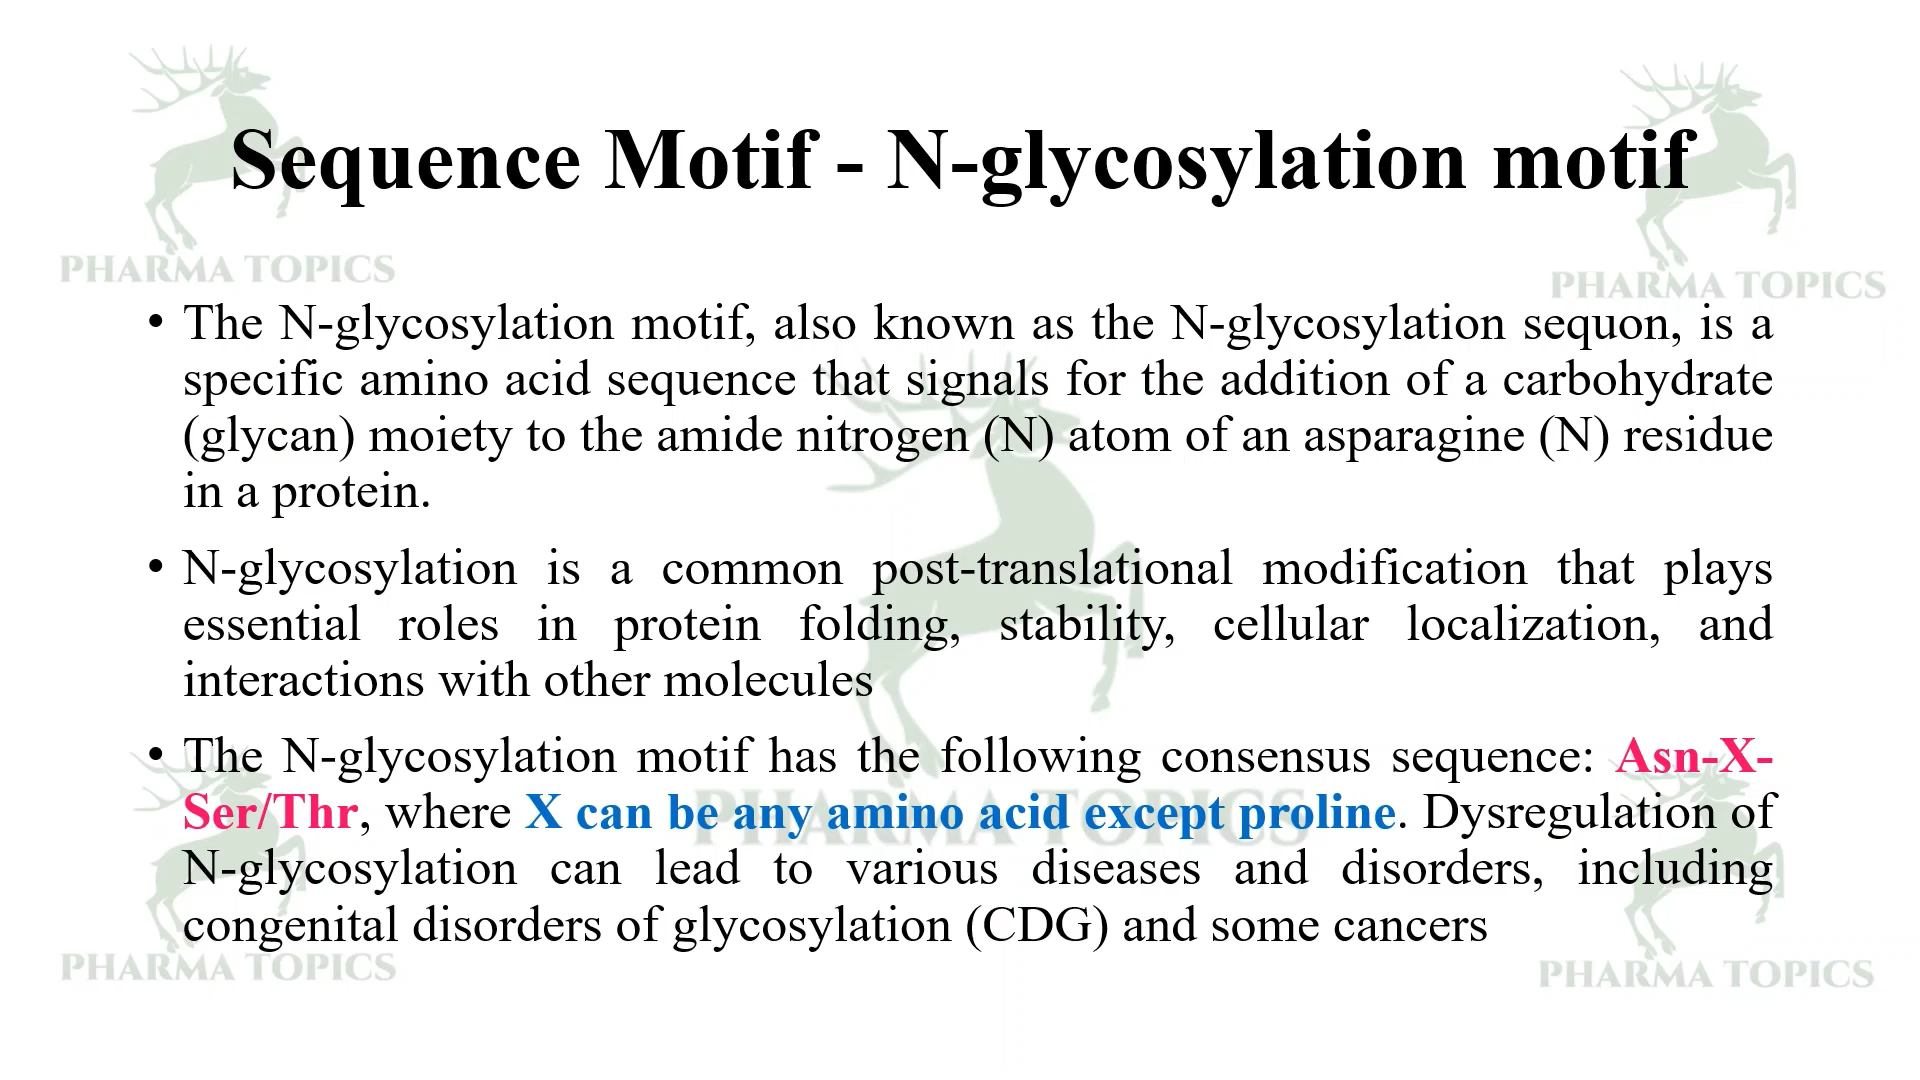 Sequence Motif - N-glycosylation motif
PHARMA TOPICS
PHARMA TOPICS
• The N-glycosylation motif, also known as the N-glycosylation sequon, is a
specific amino acid sequence that signals for the addition of a carbohydrate
(glycan) moiety to the amide nitrogen (N) atom of an asparagine (N) residue
in a protein.
• N-glycosylation is a common post-translational modification that plays
essential roles in protein folding, stability, cellular localization, and
interactions with other molecules
• The N-glycosylation motif has the following consensus sequence: Asn-X-
Ser/Thr, where X can be any amino acid except proline. Dysregulation of
PHARMA TOPICS
N-glycosylation can lead to various diseases and disorders, including
congenital disorders of glycosylation (CDG) and some cancers
PHARMA TOPICS
PHARMA TOPICS